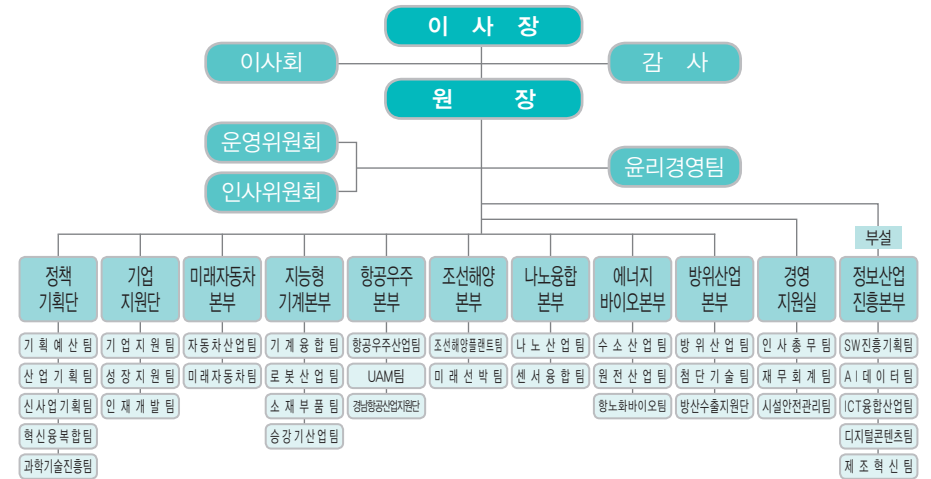 이 사 장
이사회
감 사
원 장
운영위원회
윤리경영팀
인사위원회
부설
정책
기획단
기업
지원단
미래자동차
본부
지능형
기계본부
항공우주
본부
조선해양
본부
나노융합
본부
에너지
바이오본부
방위산업
본부
경영
지원실
정보산업
진흥본부
기획예산팀
기업지원팀
자동차산업팀
기계융합팀
항공우주산업팀
조선해양플랜트팀
나노산업팀
수소산업팀
방위산업팀
인사총무팀
SW진흥기획팀
산업기획팀
성장지원팀
미래자동차팀
로봇산업팀
UAM팀
미래선박팀
센서융합팀
원전산업팀
첨단기술팀
재무회계팀
AI데이터팀
신사업기획팀
인재개발팀
소재부품팀
경남항공산업지원단
항노화바이오팀
방산수출지원단
시설안전관리팀
ICT융합산업팀
혁신융복합팀
승강기산업팀
디지털콘텐츠팀
과학기술진흥팀
제조혁신팀